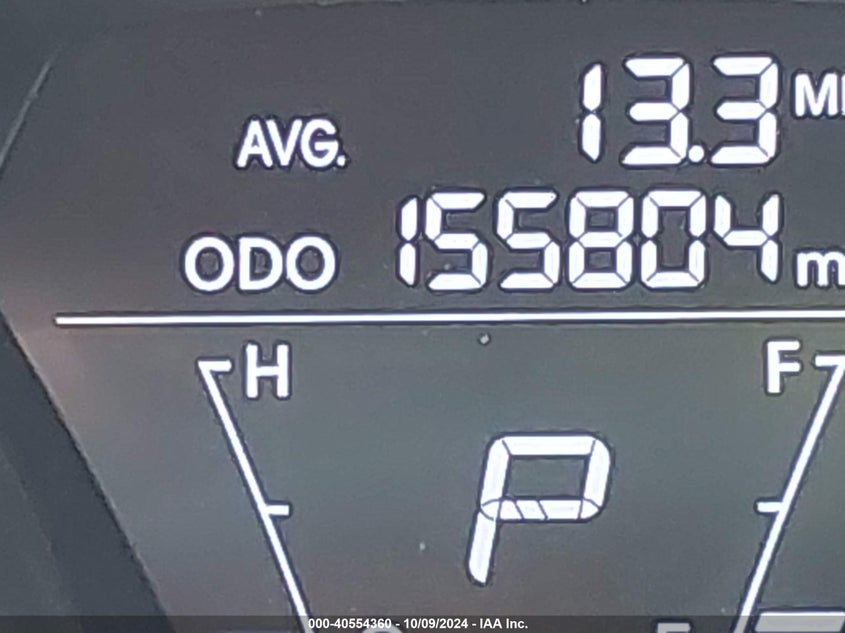 13.3 M
AVG.
155804 m
ODO
H F
P
000-40554360 - 10/09/2024 - IAA Inc.